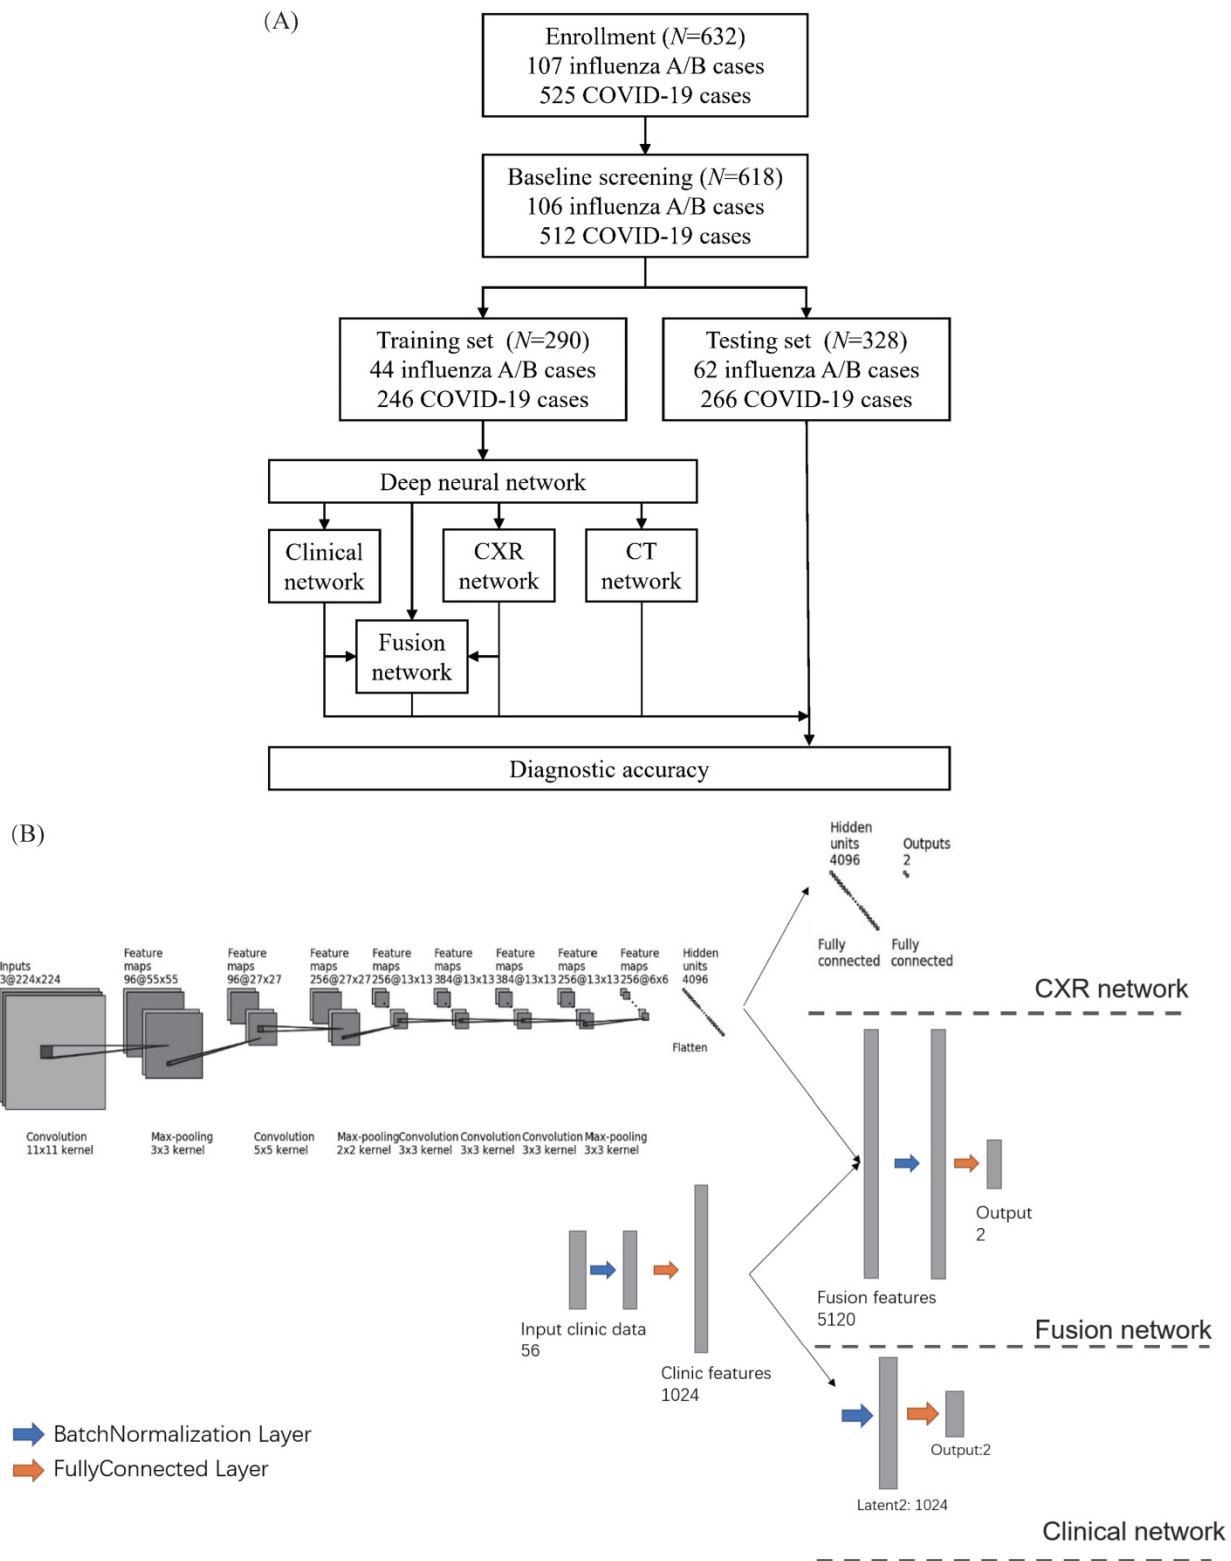 (A)
Enrollment (N=632)
107 influenza A/B cases
525 COVID-19 cases
Baseline screening (N=618)
106 influenza A/B cases
512 COVID-19 cases
Training set (N=290)
44 influenza A/B cases
246 COVID-19 cases
Testing set (N=328)
62 influenza A/B cases
266 COVID-19 cases
Deep neural network
Clinical
network
CXR
network
CT
network
Fusion
network
Diagnostic accuracy
(B)
Inputs
3@224x224
Feature
maps
96@55x55
Feature
maps
96@27x27
Feature
maps
256@27x27
Feature
maps
256@13x13
Feature
maps
384@13x13
Feature
maps
384@13x13
Feature
maps
256@13x13
Feature
maps
256@6x6
Hidden
units
4096
Flatten
Hidden
units
4096
Outputs
2
Fully
connected
Fully
connected
CXR network
Convolution
11x11 kernel
Max-pooling
3x3 kernel
Convolution
5x5 kernel
Max-pooling
2x2 kernel
Convolution
3x3 kernel
Convolution
3x3 kernel
Convolution
3x3 kernel
Max-pooling
3x3 kernel
Output
2
Fusion features
5120
Fusion network
Input clinic data
56
Clinic features
1024
Output:2
Latent2: 1024
Clinical network
BatchNormalization Layer
FullyConnected Layer